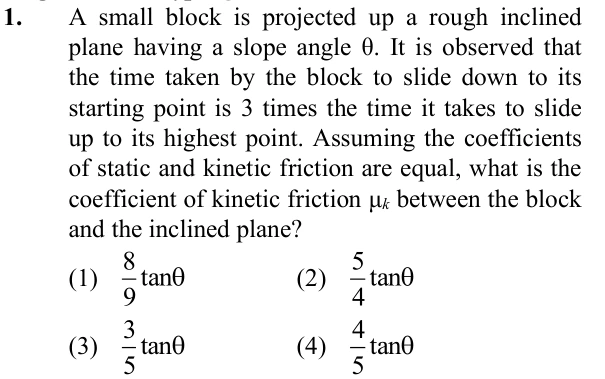 1. A small block is projected up a rough inclined
plane having a slope angle θ. It is observed that
the time taken by the block to slide down to its
starting point is 3 times the time it takes to slide
up to its highest point. Assuming the coefficients
of static and kinetic friction are equal, what is the
coefficient of kinetic friction μk between the block
and the inclined plane?
(1) 8/9 tanθ (2) 5/4 tanθ
(3) 3/5 tanθ (4) 4/5 tanθ